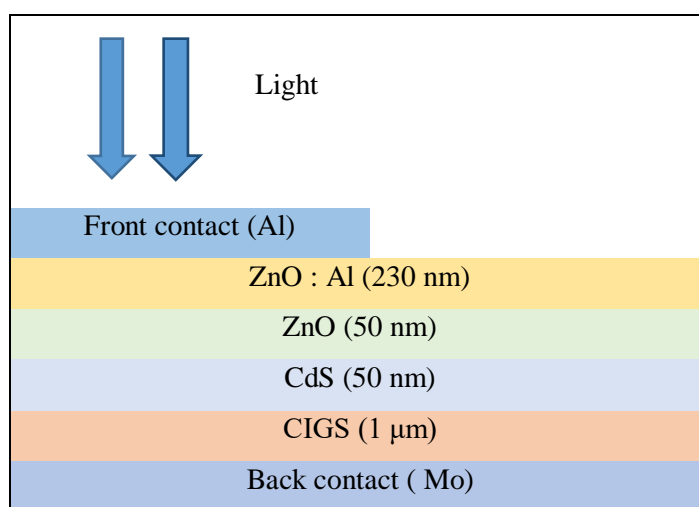 Light
Front contact (Al)
ZnO : Al (230 nm)
ZnO (50 nm)
CdS (50 nm)
CIGS (1 μm)
Back contact ( Mo)